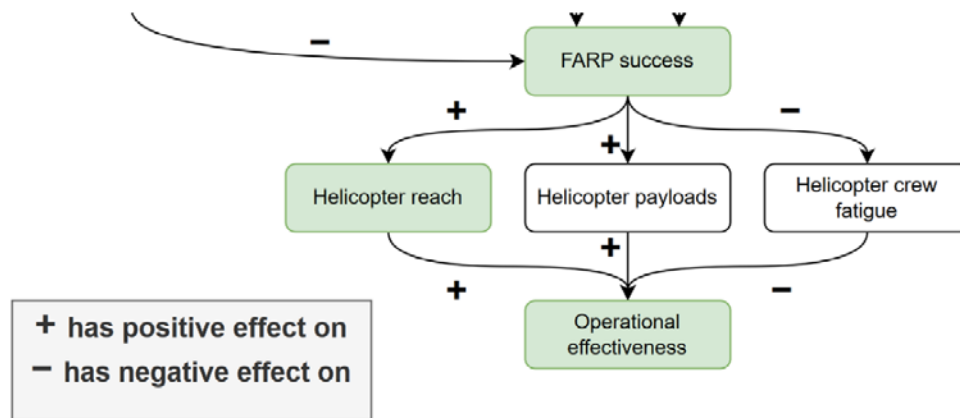 −
FARP success
+
+
−
Helicopter reach
Helicopter payloads
Helicopter crew
fatigue
+
+
−
Operational
effectiveness
+ has positive effect on
− has negative effect on